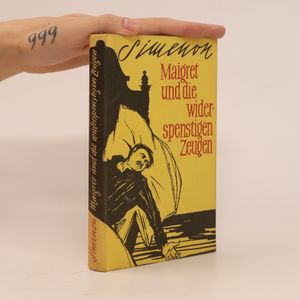 999
Simenon
Maigret
und die
wider-
spenstigen
Zeugen
Simenon Maigret und die widerspenstigen Zeugen